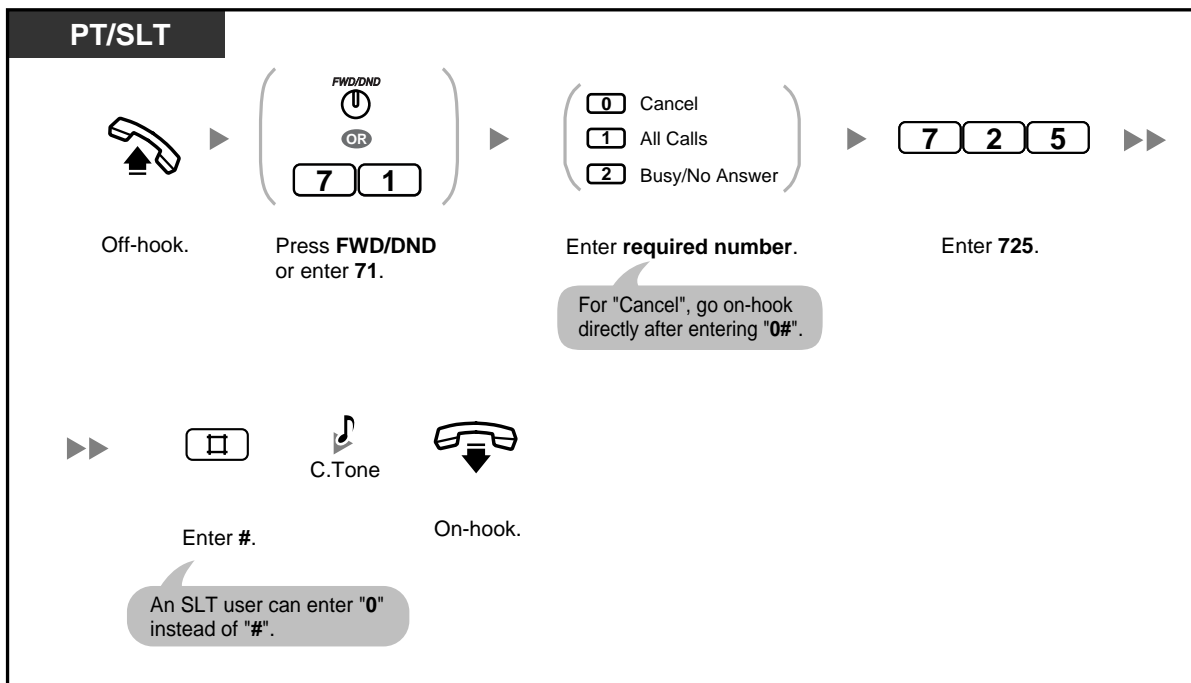 PT/SLT
FWD/DND
OR
7 1
0 Cancel
1 All Calls
2 Busy/No Answer
7 2 5
Off-hook.
Press FWD/DND
or enter 71.
Enter required number.
Enter 725.
For "Cancel", go on-hook
directly after entering "0#".
#
C.Tone
Enter #.
On-hook.
An SLT user can enter "0"
instead of "#".